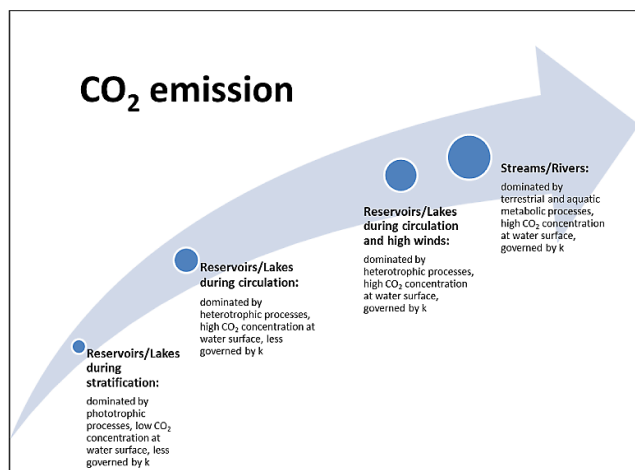 CO₂ emission
Streams/Rivers:
dominated by
terrestrial and aquatic
metabolic processes,
high CO₂ concentration
at water surface,
governed by k
Reservoirs/Lakes
during circulation
and high winds:
dominated by
heterotrophic processes,
high CO₂ concentration
at water surface,
governed by k
Reservoirs/Lakes
during circulation:
dominated by
heterotrophic processes,
high CO₂ concentration at
water surface, less
governed by k
Reservoirs/Lakes
during
stratification:
dominated by
phototrophic
processes, low CO₂
concentration at
water surface, less
governed by k